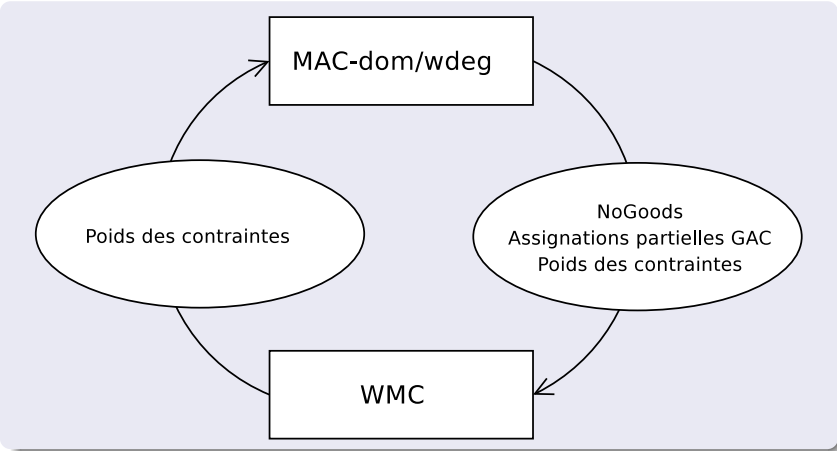 MAC-dom/wdeg
Poids des contraintes
NoGoods
Assignations partielles GAC
Poids des contraintes
WMC